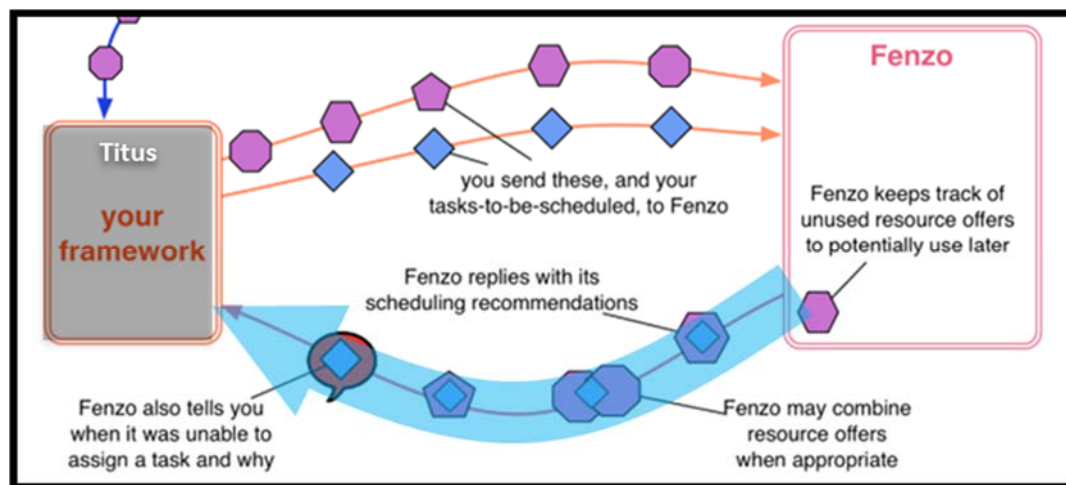 Fenzo
Titus
your
framework
you send these, and your
tasks-to-be-scheduled, to Fenzo
Fenzo keeps track of
unused resource offers
to potentially use later
Fenzo replies with its
scheduling recommendations
Fenzo also tells you
when it was unable to
assign a task and why
Fenzo may combine
resource offers
when appropriate